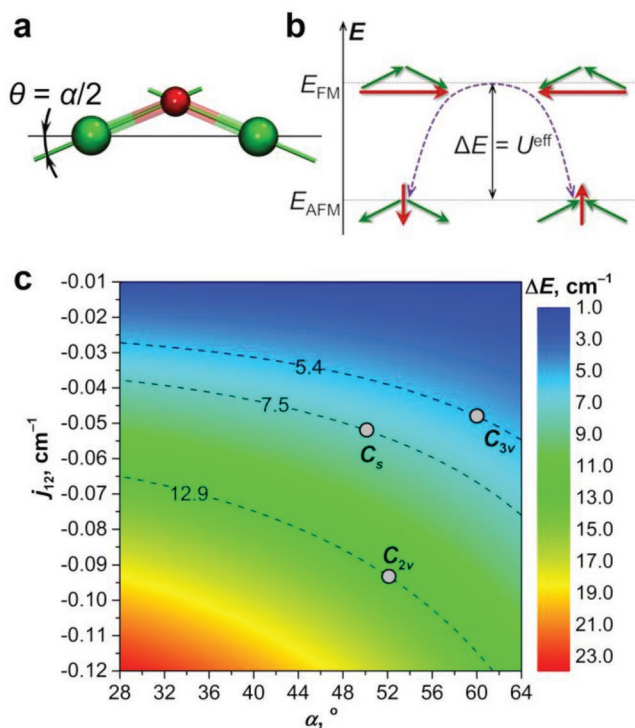 a
θ = α/2
b
E
E_FM
ΔE = U^eff
E_AFM
c
ΔE, cm⁻¹
-0.01
-0.02
-0.03
-0.04
-0.05
-0.06
-0.07
-0.08
-0.09
-0.10
-0.11
-0.12
j₁₂, cm⁻¹
5.4
7.5
12.9
C_3v
C_s
C_2v
1.0
3.0
5.0
7.0
9.0
11.0
13.0
15.0
17.0
19.0
21.0
23.0
28 32 36 40 44 48 52 56 60 64
α, °